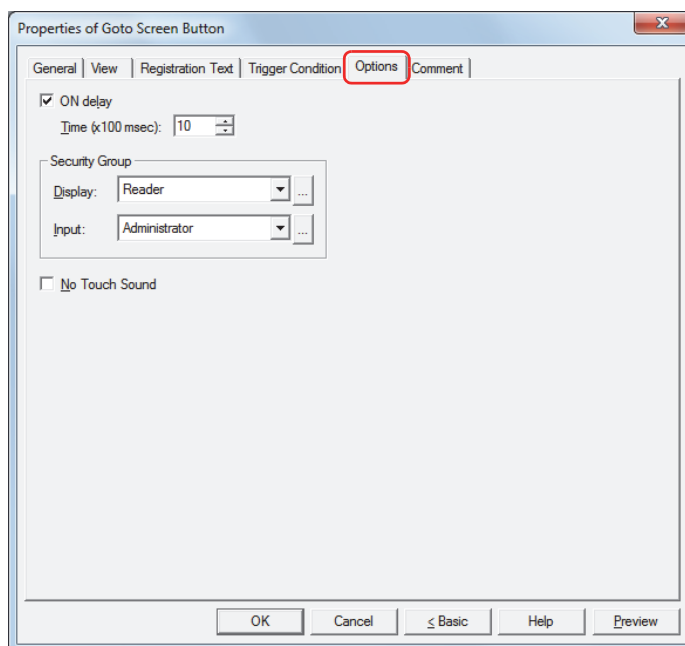 Properties of Goto Screen Button
General View Registration Text Trigger Condition Options Comment
ON delay
Time (x100 msec): 10
Security Group
Display: Reader ...
Input: Administrator ...
No Touch Sound
OK Cancel < Basic Help Preview